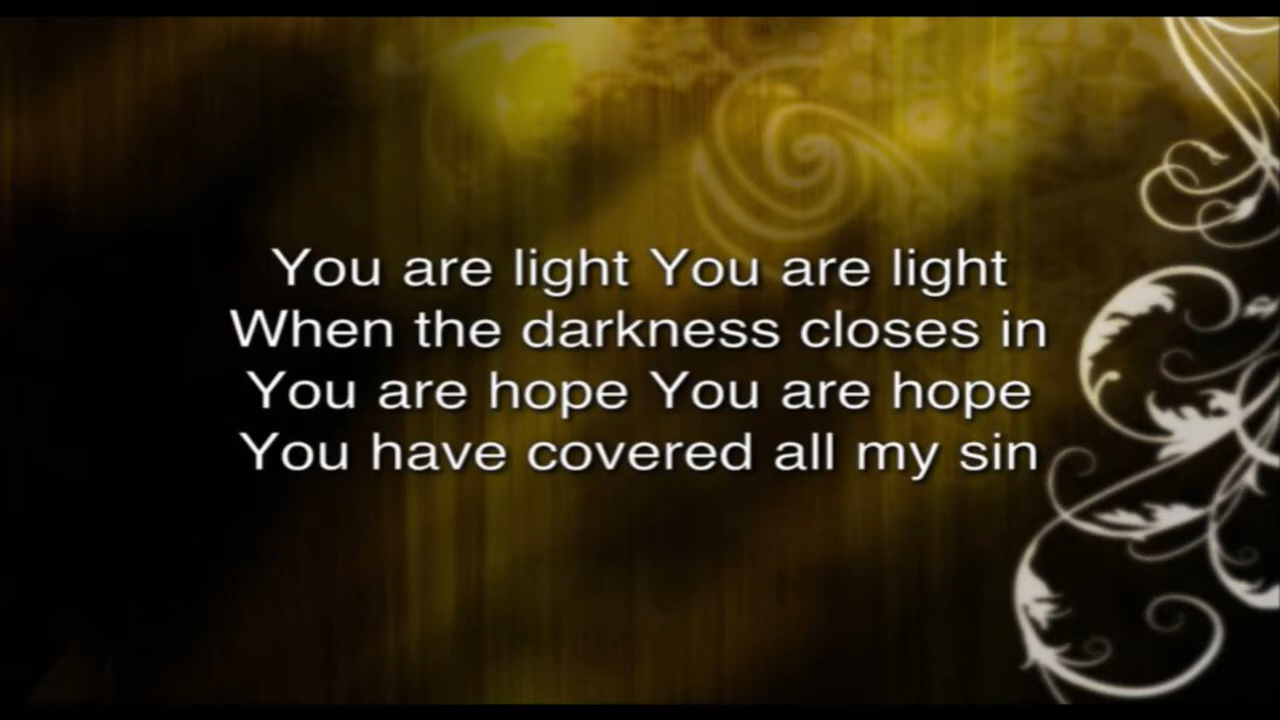 You are light You are light
When the darkness closes in
You are hope You are hope
You have covered all my sin